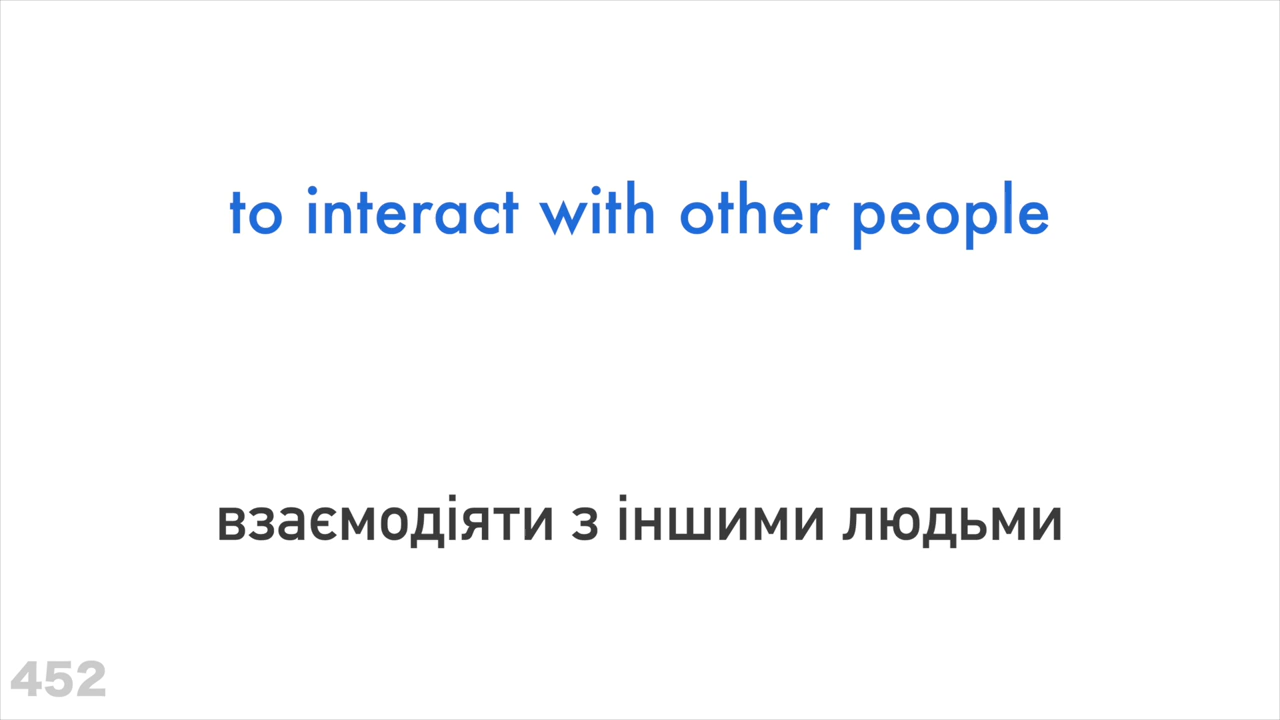 to interact with other people
взаємодіяти з іншими людьми
452